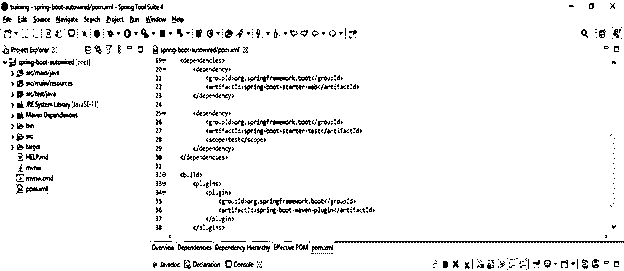 training - spring-boot-autowired/pom.xml - Spring Tool Suite 4
File Edit Source Navigate Search Project Run Window Help
Project Explorer
spring-boot-autowired [boot]
src/main/java
src/main/resources
src/test/java
JRE System Library [JavaSE-11]
Maven Dependencies
bin
src
target
HELP.md
mvnw
mvnw.cmd
pom.xml
spring-boot-autowired/pom.xml
19 <dependencies>
20 <dependency>
21 <groupId>org.springframework.boot</groupId>
22 <artifactId>spring-boot-starter-web</artifactId>
23 </dependency>
24
25 <dependency>
26 <groupId>org.springframework.boot</groupId>
27 <artifactId>spring-boot-starter-test</artifactId>
28 <scope>test</scope>
29 </dependency>
30 </dependencies>
31
32
33 <build>
34 <plugins>
34 <plugin>
35 <groupId>org.springframework.boot</groupId>
36 <artifactId>spring-boot-maven-plugin</artifactId>
37 </plugin>
38 </plugins>
Overview Dependencies Dependency Hierarchy Effective POM pom.xml
Javadoc Declaration Console